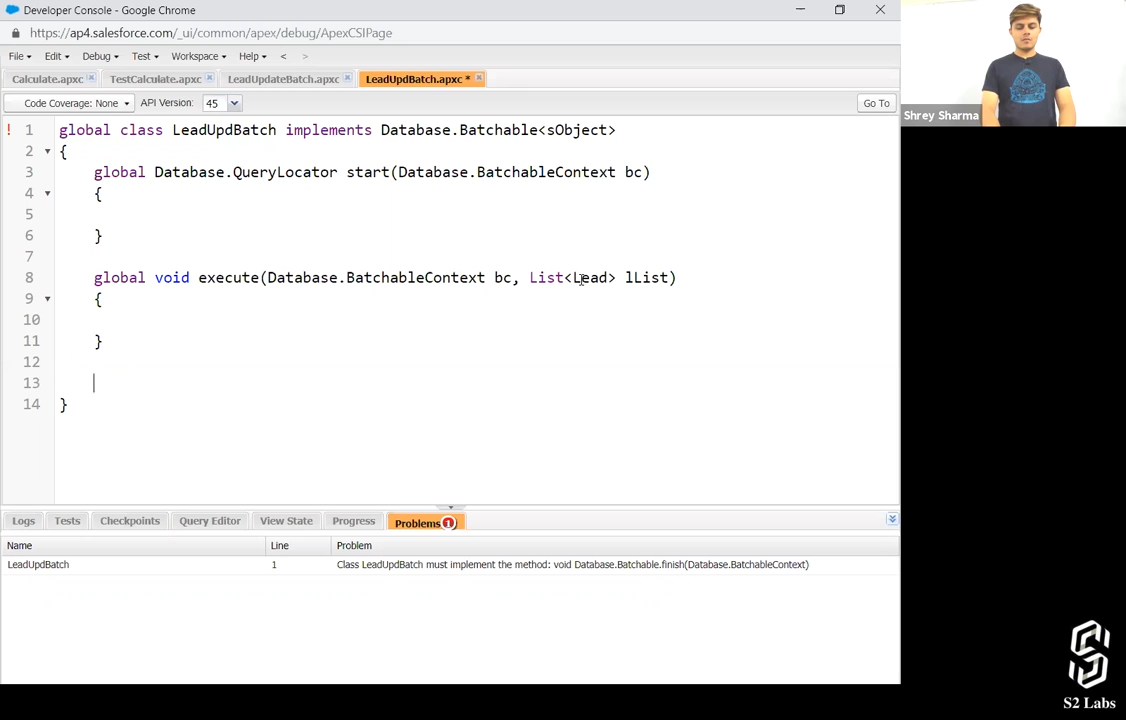 Developer Console - Google Chrome
https://ap4.salesforce.com/_ui/common/apex/debug/ApexCSIPage
File Edit Debug Test Workspace Help < >
Calculate.apxc TestCalculate.apxc LeadUpdateBatch.apxc LeadUpdBatch.apxc *
Code Coverage: None API Version: 45 Go To
Shrey Sharma
! 1 global class LeadUpdBatch implements Database.Batchable<sObject>
2 {
3 global Database.QueryLocator start(Database.BatchableContext bc)
4 {
5
6 }
7
8 global void execute(Database.BatchableContext bc, List<Lead> lList)
9 {
10
11 }
12
13
14 }
Logs Tests Checkpoints Query Editor View State Progress Problems 1
Name Line Problem
LeadUpdBatch 1 Class LeadUpdBatch must implement the method: void Database.Batchable.finish(Database.BatchableContext)
S2 Labs